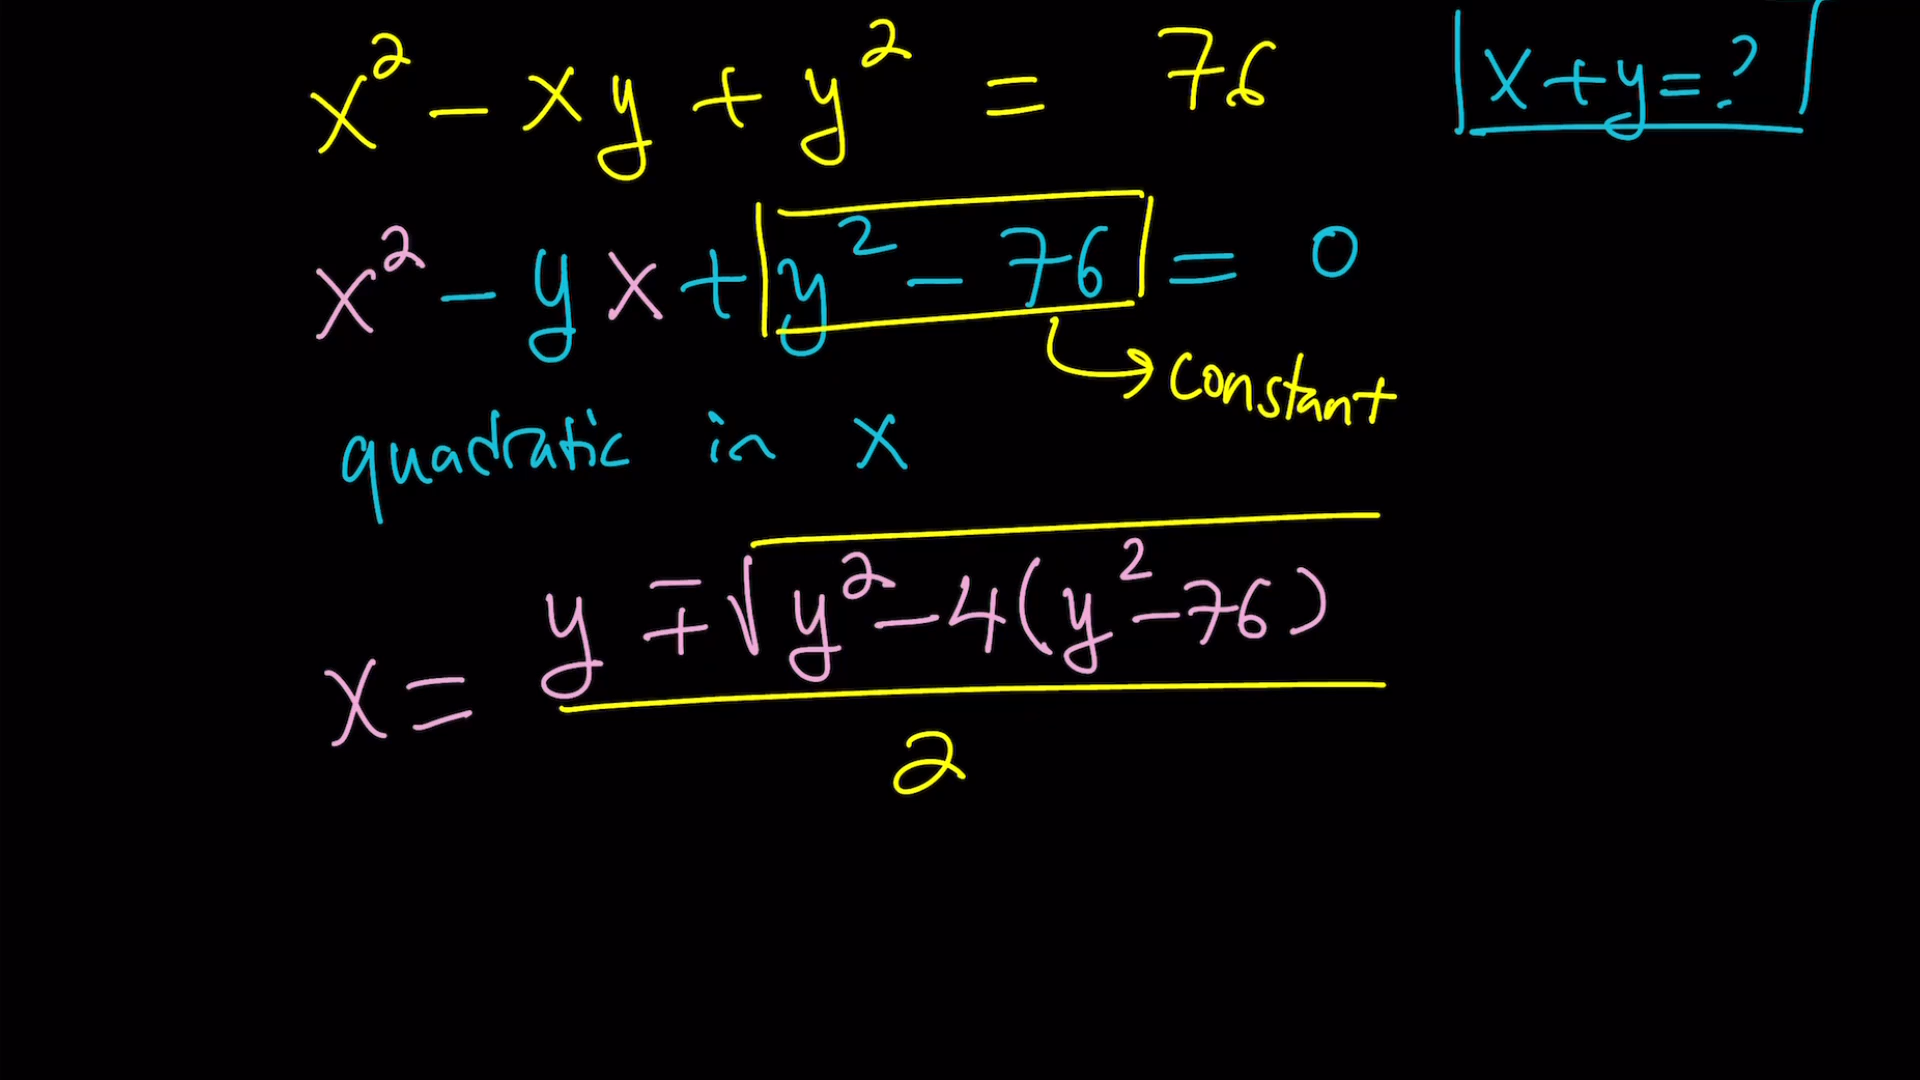 x² - xy + y² = 76
x + y = ?
x² - yx + y² - 76 = 0
constant
quadratic in x
x = y ∓ √y² - 4(y² - 76)
2